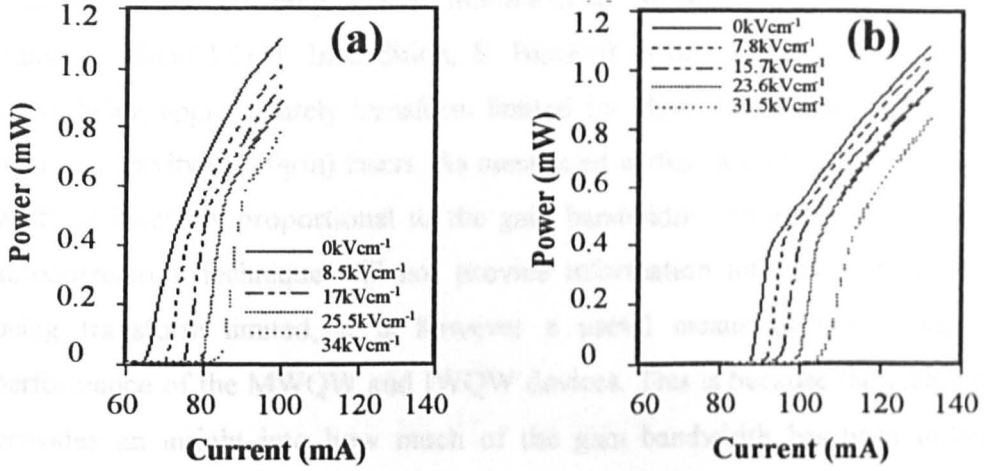 (a)
Power (mW)
1.2
1.0
0.8
0.6
0.4
0.2
0
0kVcm-1
8.5kVcm-1
17kVcm-1
25.5kVcm-1
34kVcm-1
60 80 100 120 140
Current (mA)
(b)
Power (mW)
1.2
1.0
0.8
0.6
0.4
0.2
0
0kVcm-1
7.8kVcm-1
15.7kVcm-1
23.6kVcm-1
31.5kVcm-1
60 80 100 120 140
Current (mA)
proportional to the gain bandwidth
provide information
performance of the MWQW and
devices. This is because
an insight into how much of the gain bandwidth